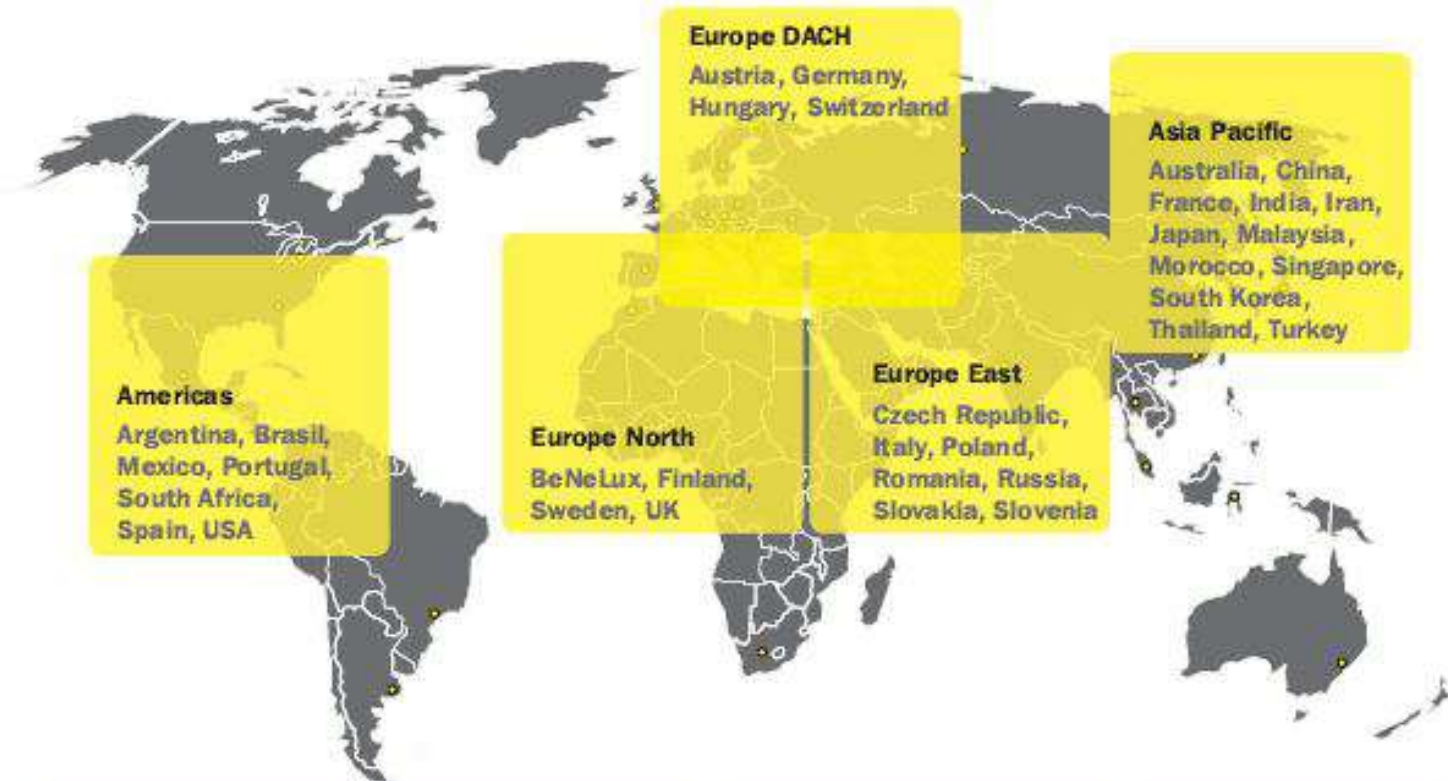 Europe DACH
Austria, Germany,
Hungary, Switzerland
Asia Pacific
Australia, China,
France, India, Iran,
Japan, Malaysia,
Morocco, Singapore,
South Korea,
Thailand, Turkey
Americas
Argentina, Brasil,
Mexico, Portugal,
South Africa,
Spain, USA
Europe North
BeNeLux, Finland,
Sweden, UK
Europe East
Czech Republic,
Italy, Poland,
Romania, Russia,
Slovakia, Slovenia